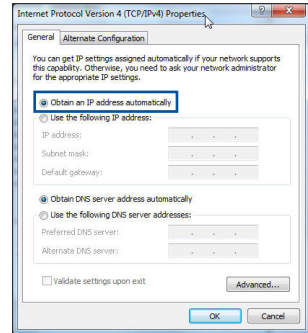 Internet Protocol Version 4 (TCP/IPv4) Properties
General
Alternate Configuration
You can get IP settings assigned automatically if your network supports
this capability. Otherwise, you need to ask your network administrator
for the appropriate IP settings.
Obtain an IP address automatically
Use the following IP address:
IP address:
Subnet mask:
Default gateway:
Obtain DNS server address automatically
Use the following DNS server addresses:
Preferred DNS server:
Alternate DNS server:
Validate settings upon exit
Advanced...
OK
Cancel